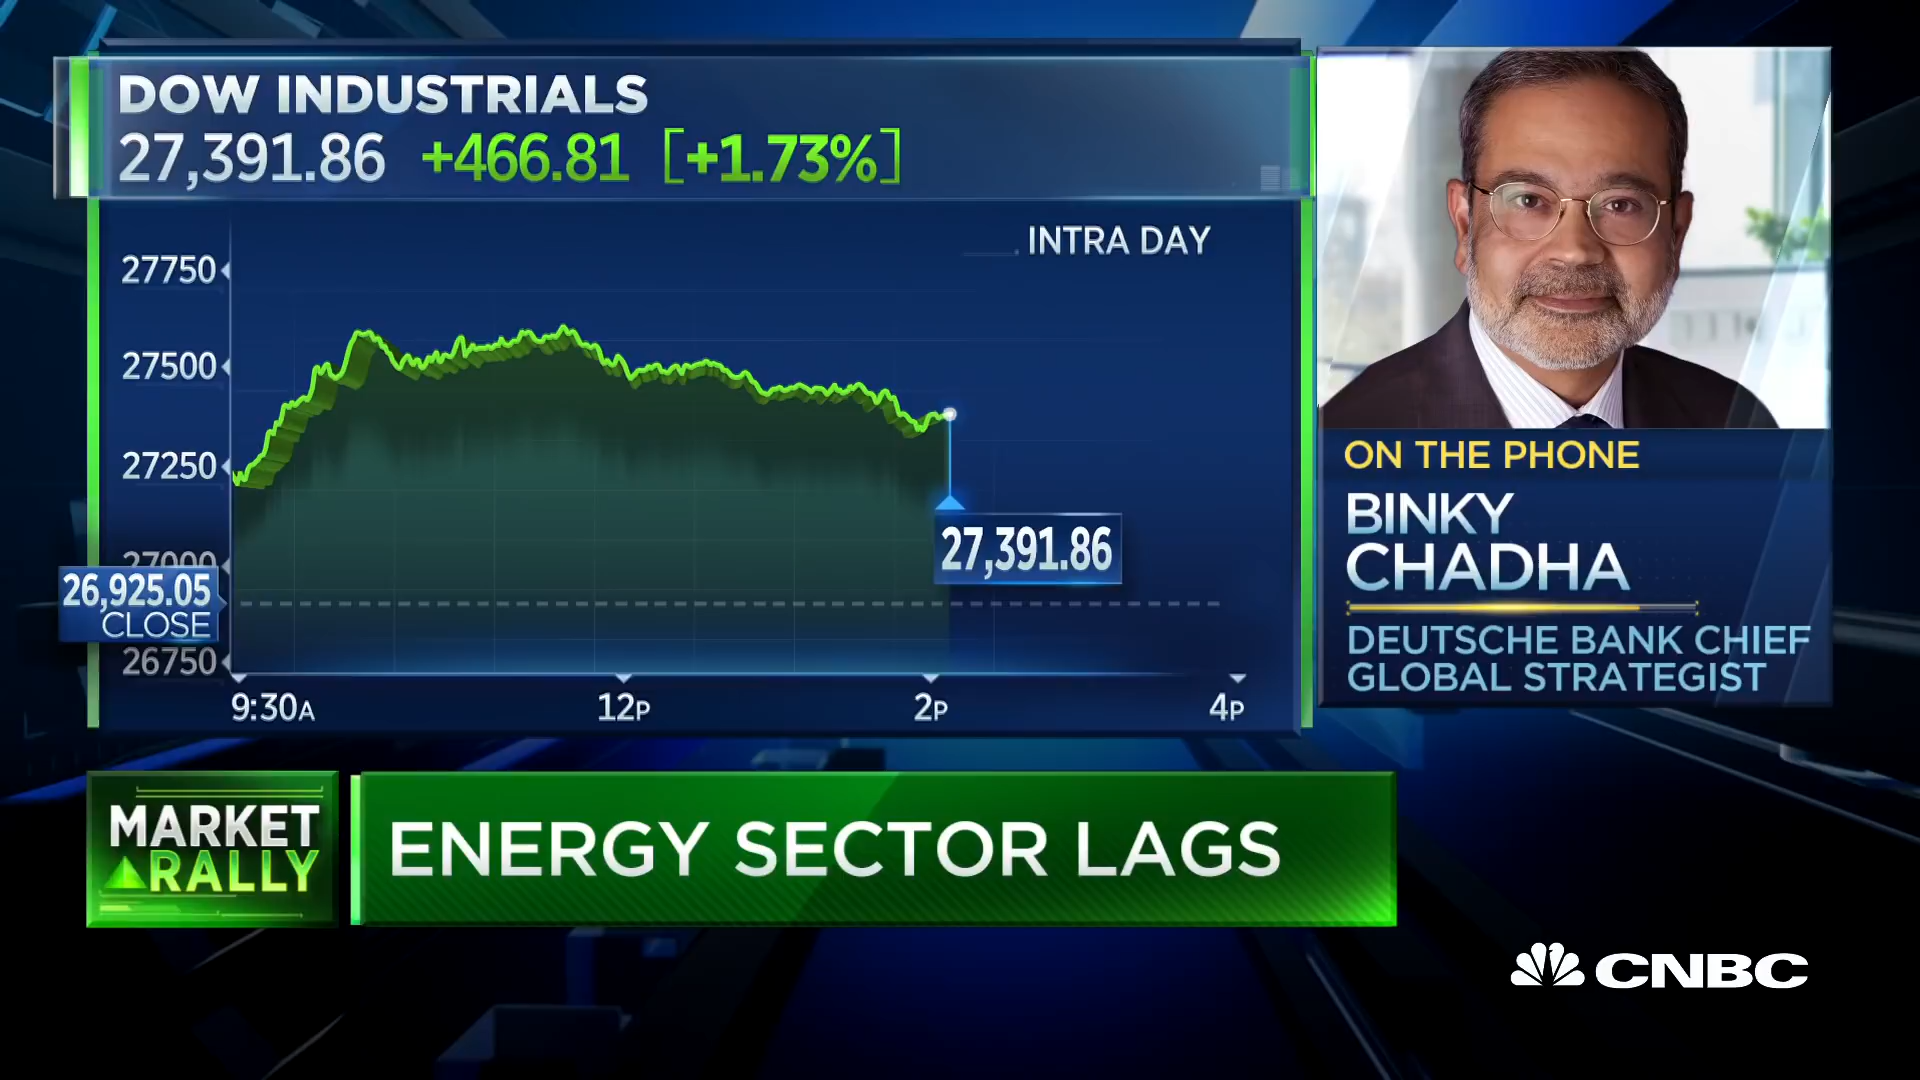 DOW INDUSTRIALS
27,391.86 +466.81 [+1.73%]
INTRA DAY
27750
27500
27250
27000
26,925.05
CLOSE
26750
27,391.86
9:30A 12P 2P 4P
ON THE PHONE
BINKY
CHADHA
DEUTSCHE BANK CHIEF
GLOBAL STRATEGIST
MARKET
RALLY
ENERGY SECTOR LAGS
CNBC